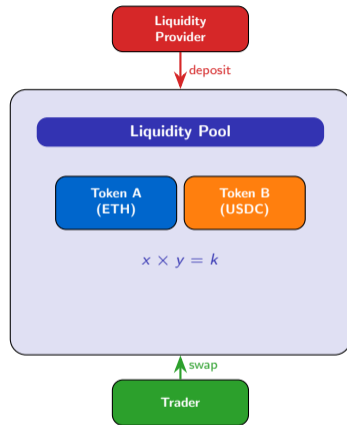 Liquidity
Provider
deposit
Liquidity Pool
Token A
(ETH)
Token B
(USDC)
x × y = k
swap
Trader